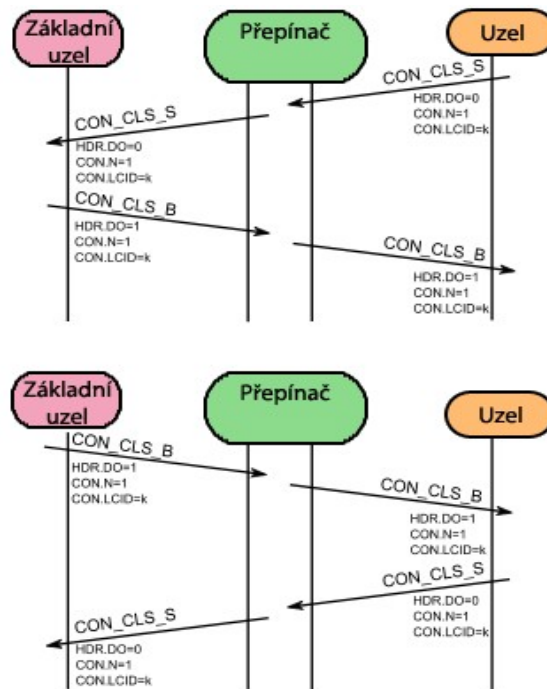 Základní
uzel
Přepínač
Uzel
CON_CLS_S
HDR.DO=0
CON.N=1
CON.LCID=k
CON_CLS_S
HDR.DO=0
CON.N=1
CON.LCID=k
CON_CLS_B
HDR.DO=1
CON.N=1
CON.LCID=k
CON_CLS_B
HDR.DO=1
CON.N=1
CON.LCID=k
Základní
uzel
Přepínač
Uzel
CON_CLS_B
HDR.DO=1
CON.N=1
CON.LCID=k
CON_CLS_B
HDR.DO=1
CON.N=1
CON.LCID=k
CON_CLS_S
HDR.DO=0
CON.N=1
CON.LCID=k
CON_CLS_S
HDR.DO=0
CON.N=1
CON.LCID=k